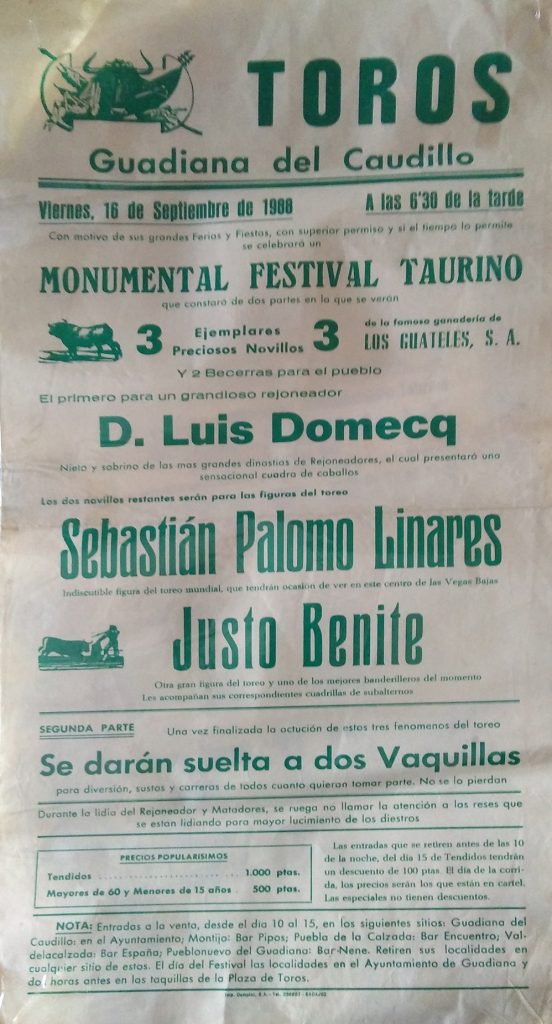 TOROS
Guadiana del Caudillo
Viernes, 16 de Septiembre de 1988 A las 6'30 de la tarde
Con motivo de sus grandes Ferias y Fiestas, con superior permiso y si el tiempo lo permite
se celebrará un
MONUMENTAL FESTIVAL TAURINO
que constará de dos partes en la que se verán
3 Ejemplares Preciosos Novillos 3
de la famosa ganadería de
LOS GUATELES, S. A.
Y 2 Becerras para el pueblo
El primero para un grandioso rejoneador
D. Luis Domecq
Nieto y sobrino de las mas grandes dinastias de Rejoneadores, el cual presentará una
sensacional cuadra de caballos
Los dos novillos restantes serán para las figuras del toreo
Sebastián Palomo Linares
Indiscutible figura del toreo mundial, que tendrán ocasión de ver en este centro de las Vegas Bajas
Justo Benite
Otra gran figura del toreo y uno de los mejores banderilleros del momento
Les acompañan sus correspondientes cuadrillas de subalternos
SEGUNDA PARTE Una vez finalizada la actución de estos tres fenomenos del toreo
Se darán suelta a dos Vaquillas
para diversión, sustos y carreras de todos cuanto quieran tomar parte. No se lo pierdan
Durante la lidia del Rejoneador y Matadores, se ruega no llamar la atención a las reses que
se estan lidiando para mayor lucimiento de los diestros
PRECIOS POPULARISIMOS
Tendidos 1.000 ptas.
Mayores de 60 y Menores de 15 años 500 ptas.
Las entradas que se retiren antes de las 10
de la noche, del día 15 de Tendidos tendrán
un descuento de 100 ptas. El día de la corri-
da, los precios serán los que están en cartel.
Las especiales no tienen descuentos.
NOTA: Entradas a la venta, desde el dia 10 al 15, en los siguientes sitios: Guadiana del
Caudillo: en el Ayuntamiento; Montijo: Bar Pipos; Puebla de la Calzada: Bar Encuentro; Val-
delacalzada: Bar España; Pueblonuevo del Guadiana: Bar-Nene. Retiren sus localidades en
cualquier sitio de estos. El día del Festival las localidades en el Ayuntamiento de Guadiana y
dos horas antes en las taquillas de la Plaza de Toros.